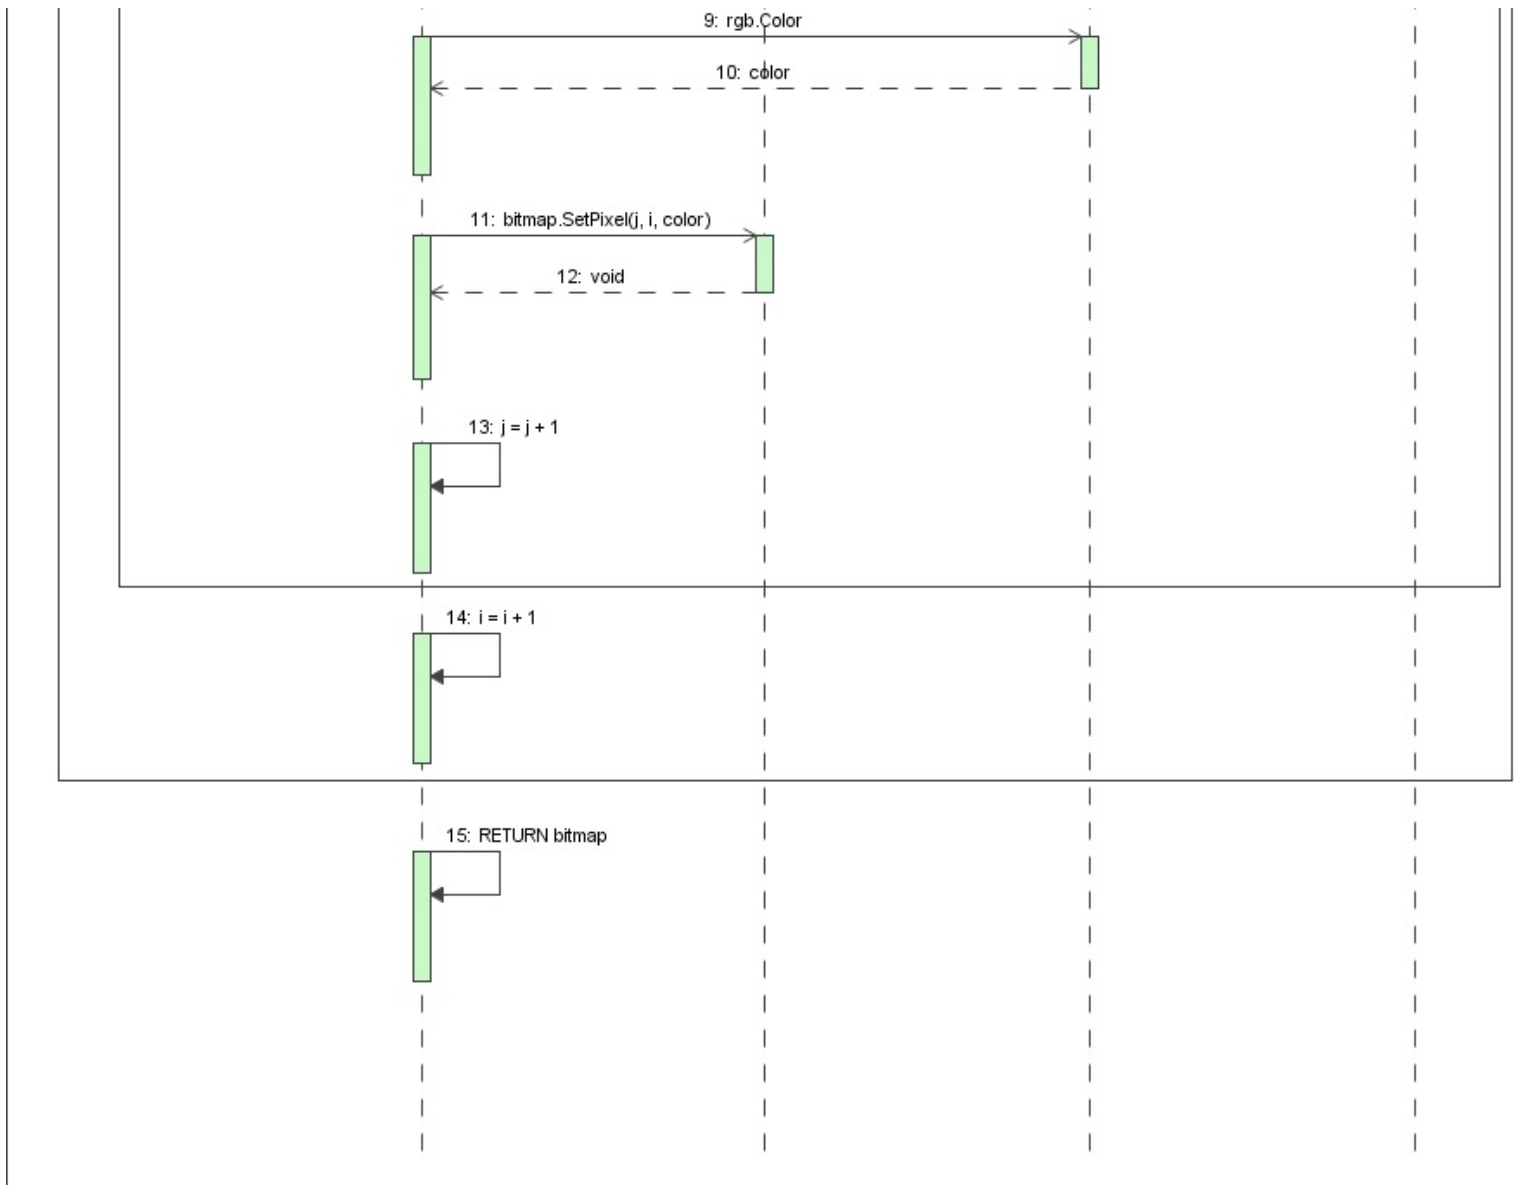 9: rgb.Color
10: color
11: bitmap.SetPixel(j, i, color)
12: void
13: j = j + 1
14: i = i + 1
15: RETURN bitmap